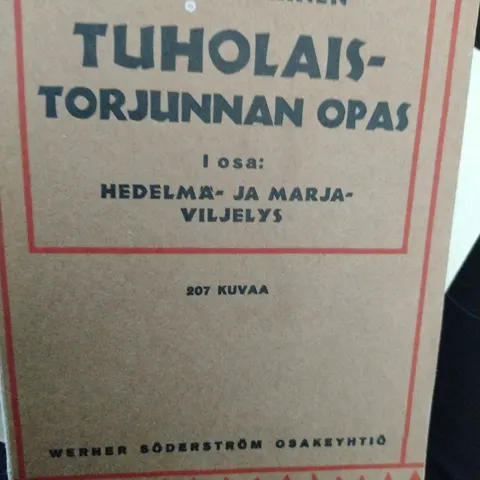 TUHOLAIS-
TORJUNNAN OPAS
I osa:
HEDELMÄ- JA MARJA-
VILJELYS
207 KUVAA
WERNER SÖDERSTRÖM OSAKEYHTIÖ